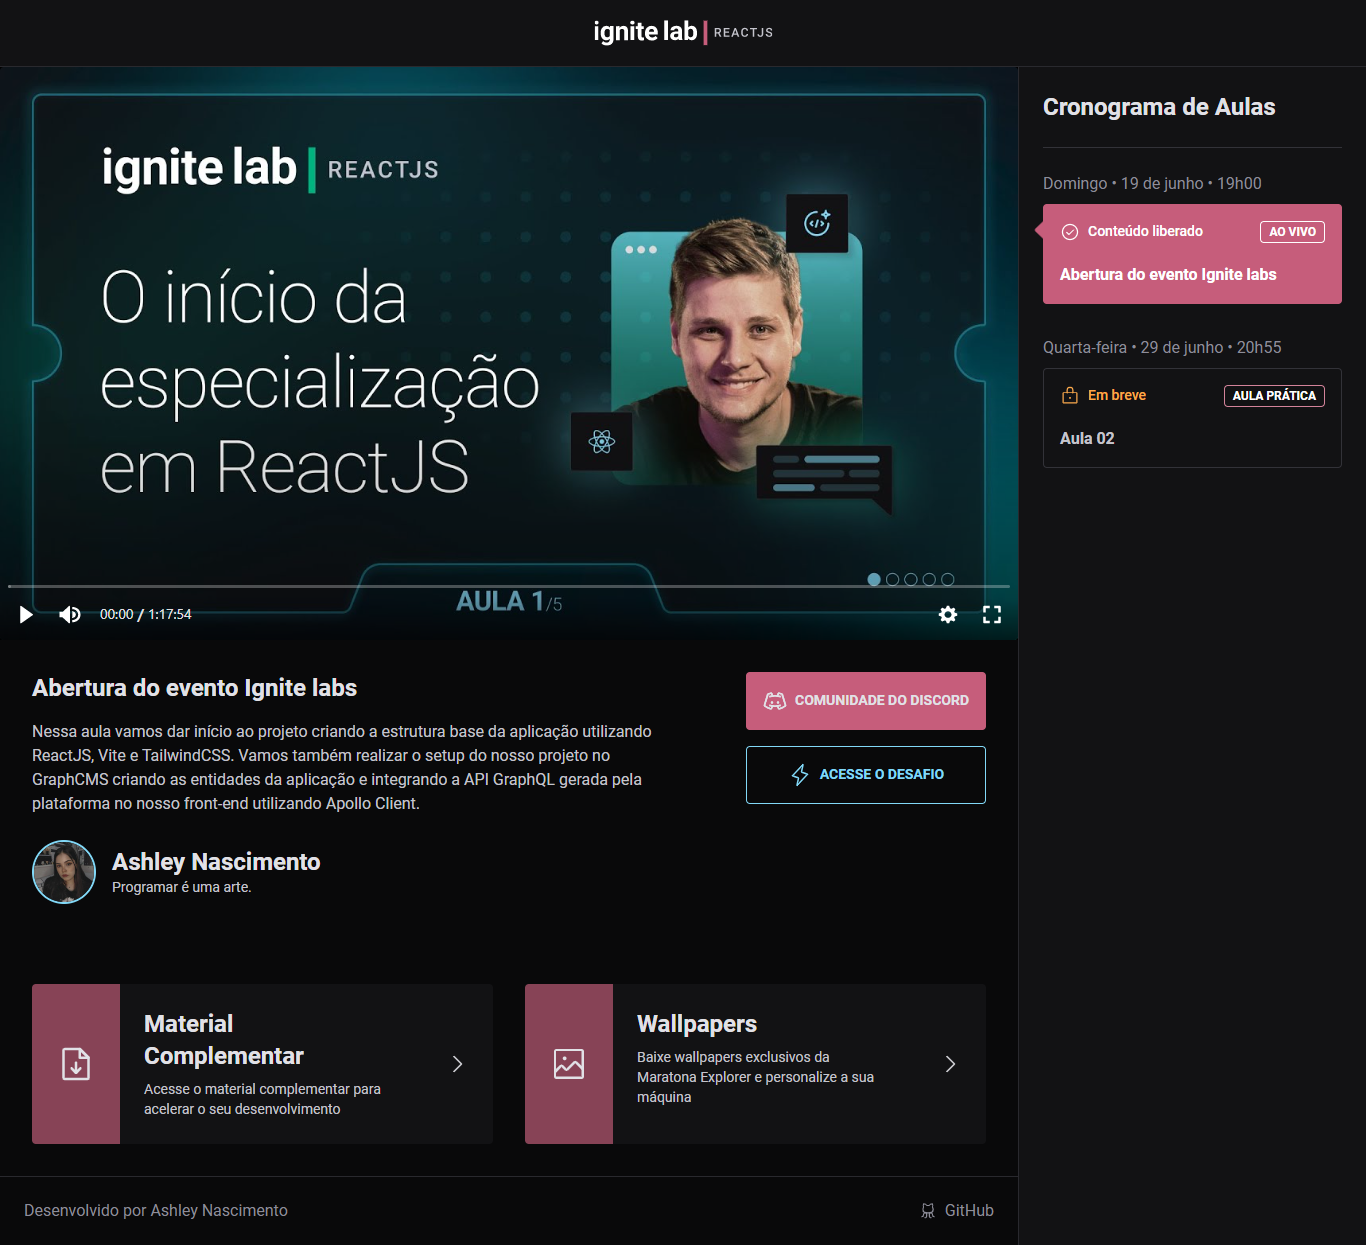 ignite lab | REACTJS
ignite lab | REACTJS
O início da
especialização
em ReactJS
AULA 1/5
00:00 / 1:17:54
Cronograma de Aulas
Domingo • 19 de junho • 19h00
Conteúdo liberado
AO VIVO
Abertura do evento Ignite labs
Quarta-feira • 29 de junho • 20h55
Em breve
AULA PRÁTICA
Aula 02
Abertura do evento Ignite labs
Nessa aula vamos dar início ao projeto criando a estrutura base da aplicação utilizando
ReactJS, Vite e TailwindCSS. Vamos também realizar o setup do nosso projeto no
GraphCMS criando as entidades da aplicação e integrando a API GraphQL gerada pela
plataforma no nosso front-end utilizando Apollo Client.
COMUNIDADE DO DISCORD
ACESSE O DESAFIO
Ashley Nascimento
Programar é uma arte.
Material
Complementar
Acesse o material complementar para
acelerar o seu desenvolvimento
Wallpapers
Baixe wallpapers exclusivos da
Maratona Explorer e personalize a sua
máquina
Desenvolvido por Ashley Nascimento
GitHub